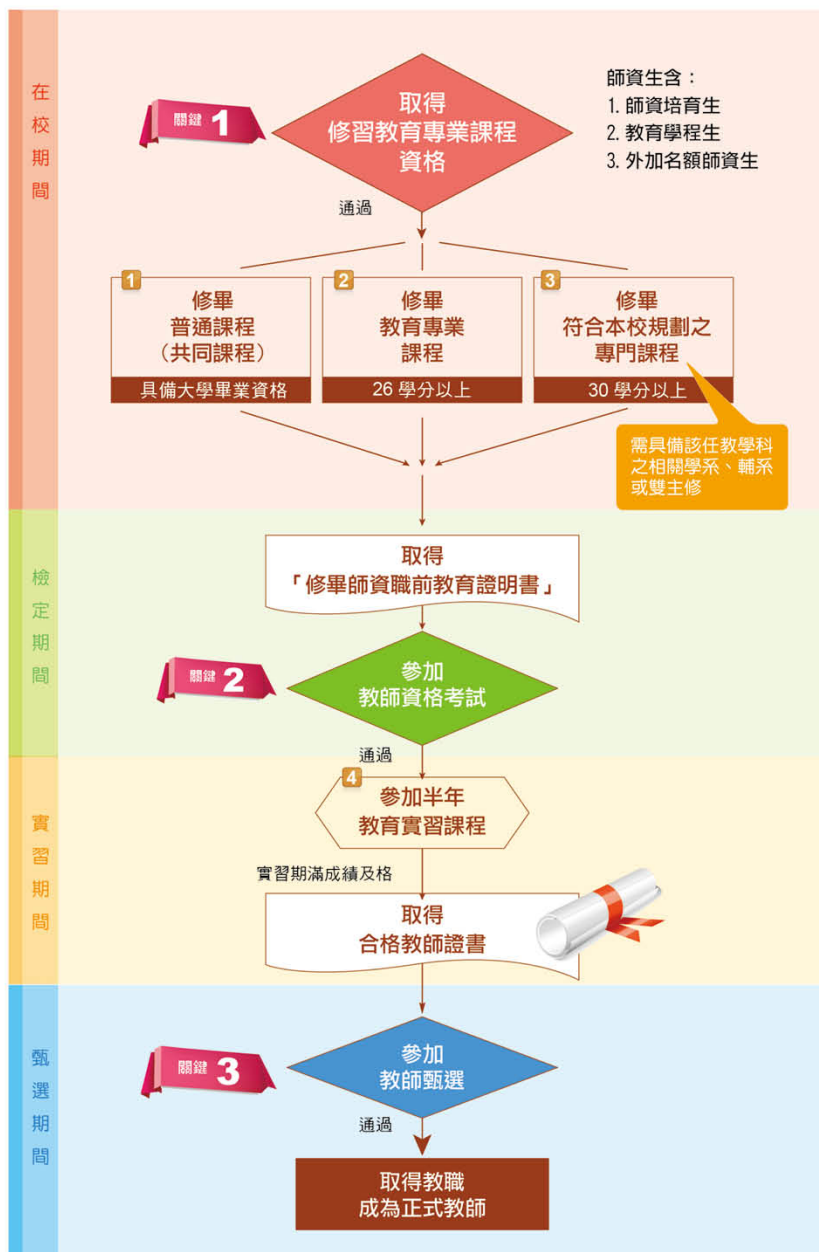 在校期間
關鍵 1
取得
修習教育專業課程
資格
師資生含：
1. 師資培育生
2. 教育學程生
3. 外加名額師資生
通過
1
修畢
普通課程
（共同課程）
具備大學畢業資格
2
修畢
教育專業
課程
26 學分以上
3
修畢
符合本校規劃之
專門課程
30 學分以上
需具備該任教學科
之相關學系、輔系
或雙主修
檢定期間
取得
「修畢師資職前教育證明書」
關鍵 2
參加
教師資格考試
通過
實習期間
4
參加半年
教育實習課程
實習期滿成績及格
取得
合格教師證書
甄選期間
關鍵 3
參加
教師甄選
通過
取得教職
成為正式教師